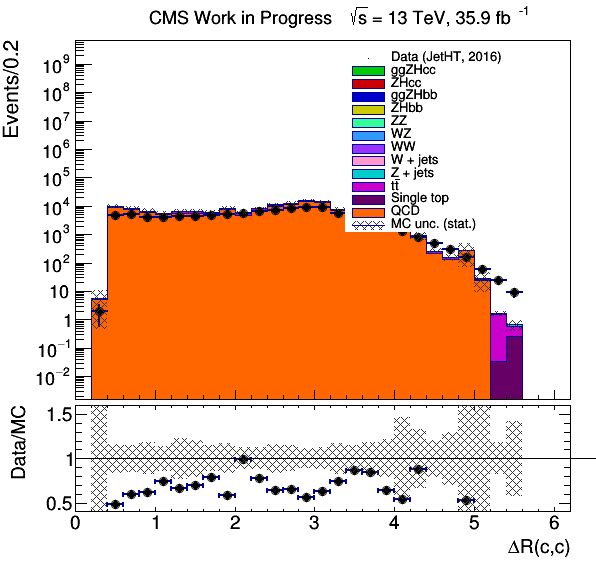 CMS Work in Progress √s = 13 TeV, 35.9 fb⁻¹
Events/0.2
10⁹
10⁸
10⁷
10⁶
10⁵
10⁴
10³
10²
10
1
10⁻¹
10⁻²
Data (JetHT, 2016)
ggZHcc
ZHcc
ggZHbb
ZHbb
ZZ
WZ
WW
W + jets
Z + jets
tt̄
Single top
QCD
MC unc. (stat.)
Data/MC
1.5
1
0.5
0 1 2 3 4 5 6
ΔR(c,c)